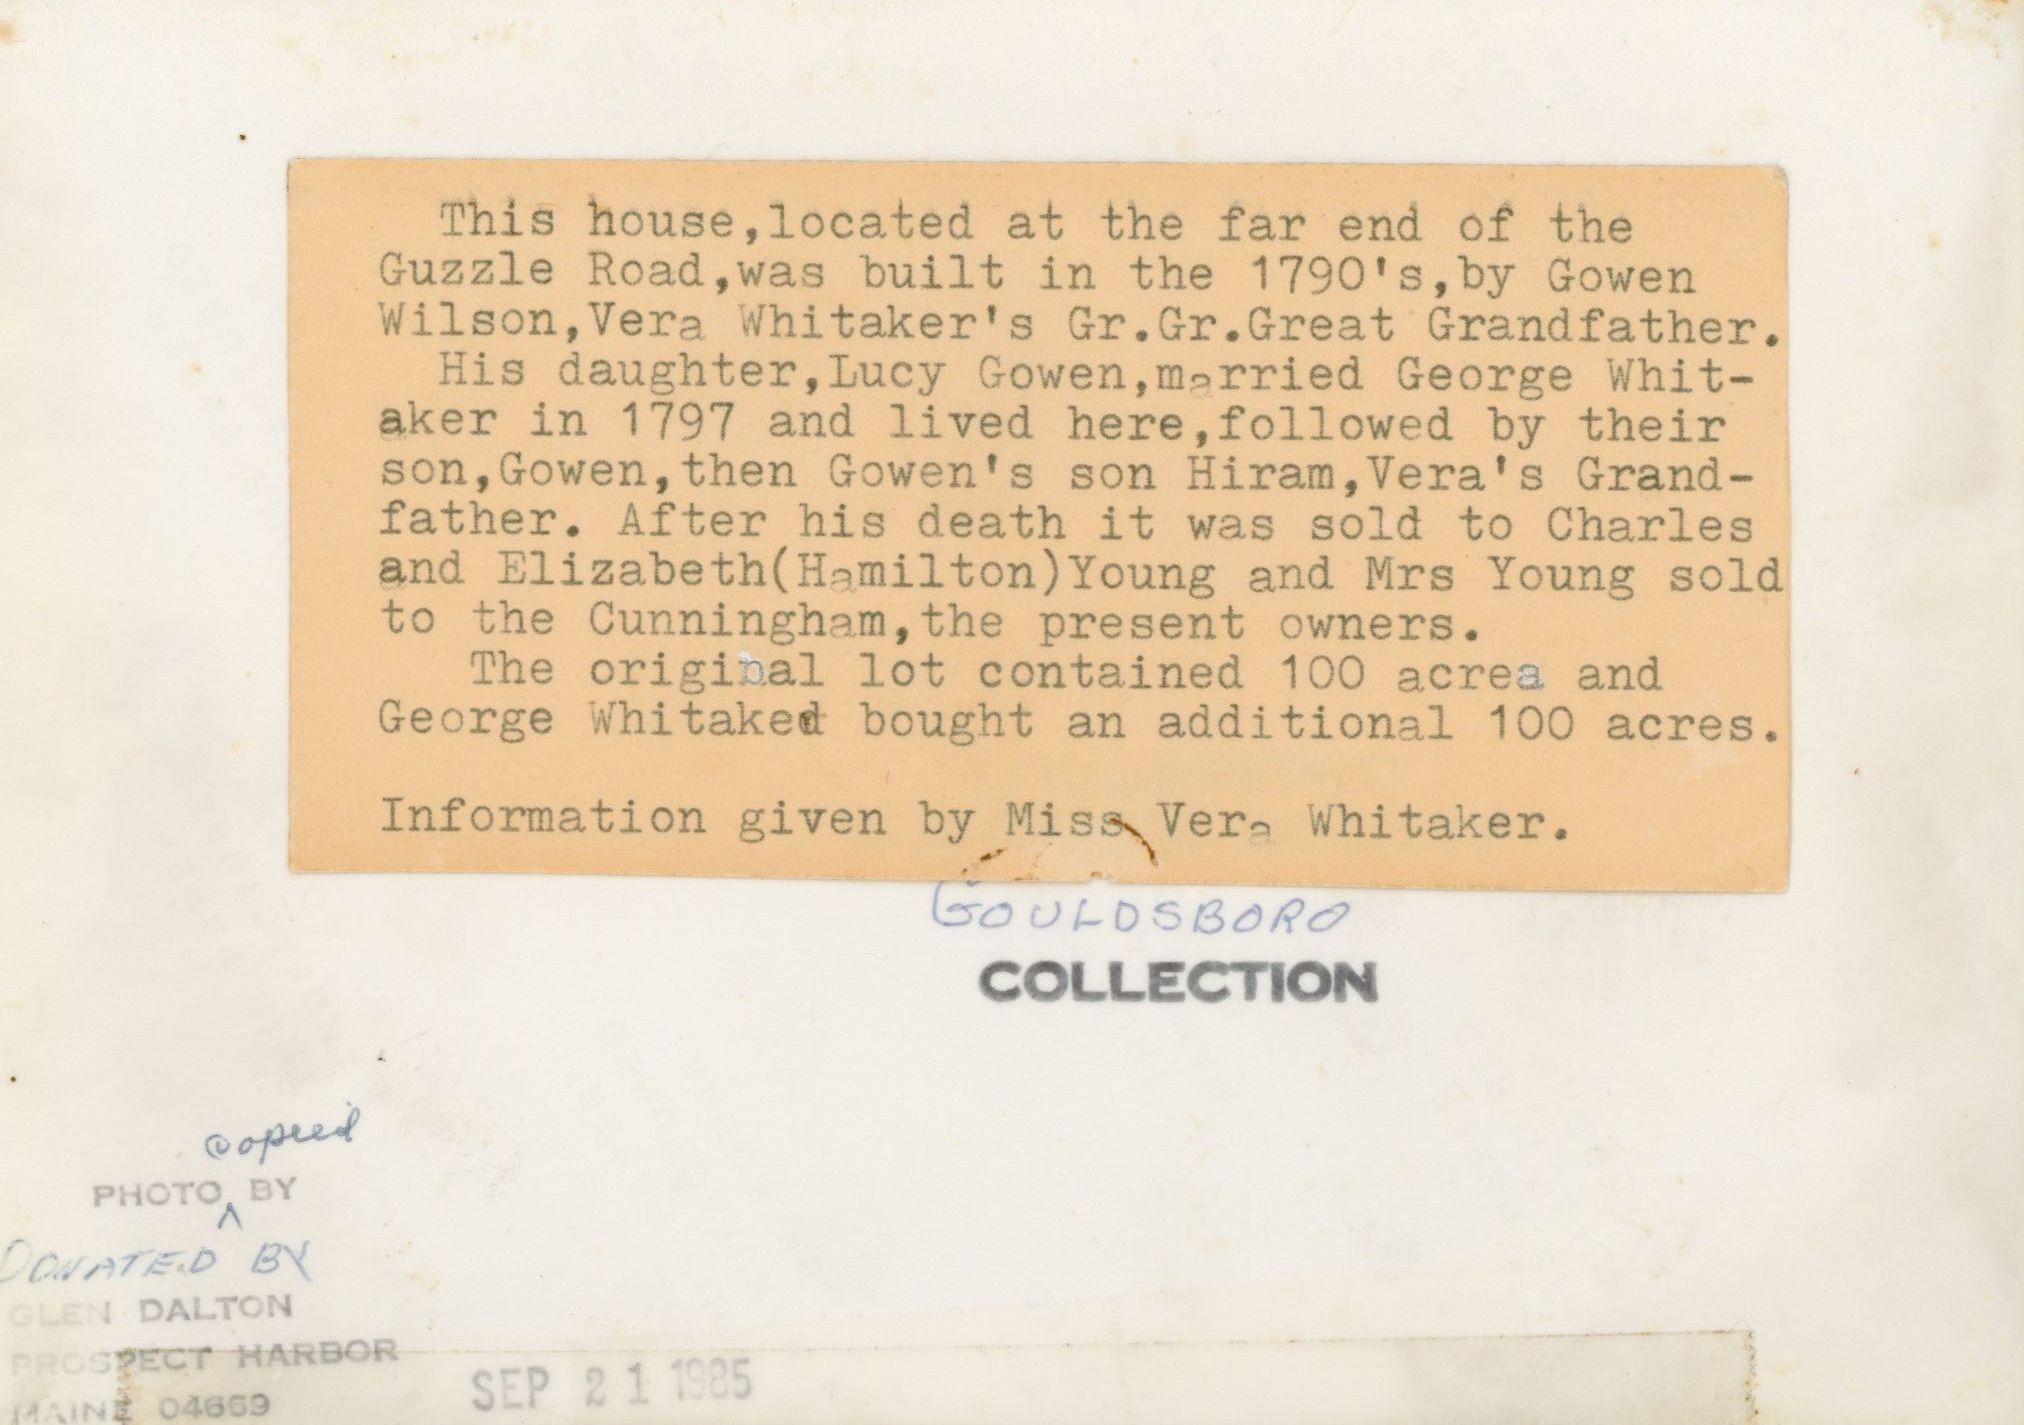 This house,located at the far end of the
Guzzle Road,was built in the 1790's,by Gowen
Wilson,Vera Whitaker's Gr.Gr.Great Grandfather.
His daughter,Lucy Gowen,married George Whit-
aker in 1797 and lived here,followed by their
son,Gowen,then Gowen's son Hiram,Vera's Grand-
father. After his death it was sold to Charles
and Elizabeth(Hamilton)Young and Mrs Young sold
to the Cunningham,the present owners.
The original lot contained 100 acrea and
George Whitaked bought an additional 100 acres.
Information given by Miss Vera Whitaker.
GOULDSBORO
COLLECTION
copied
PHOTO ^ BY
DONATED BY
GLEN DALTON
PROSPECT HARBOR
MAINE 04669
SEP 21 1985